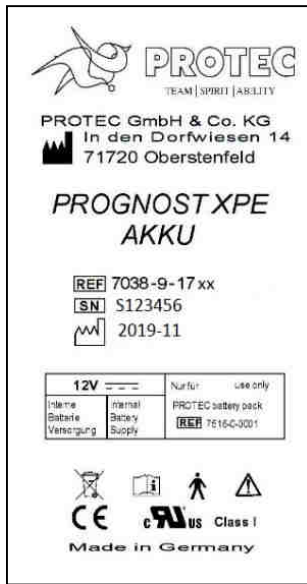 PROTEC
TEAM | SPIRIT | ABILITY
PROTEC GmbH & Co. KG
In den Dorfwiesen 14
71720 Oberstenfeld
PROGNOST XPE
AKKU
REF 7038-9-17xx
SN S123456
2019-11
12V
Nur für use only
Interne Internal PROTEC battery pack
Batterie Battery REF 7516-0-3001
Versorgung Supply
CE c RU US Class I
Made in Germany